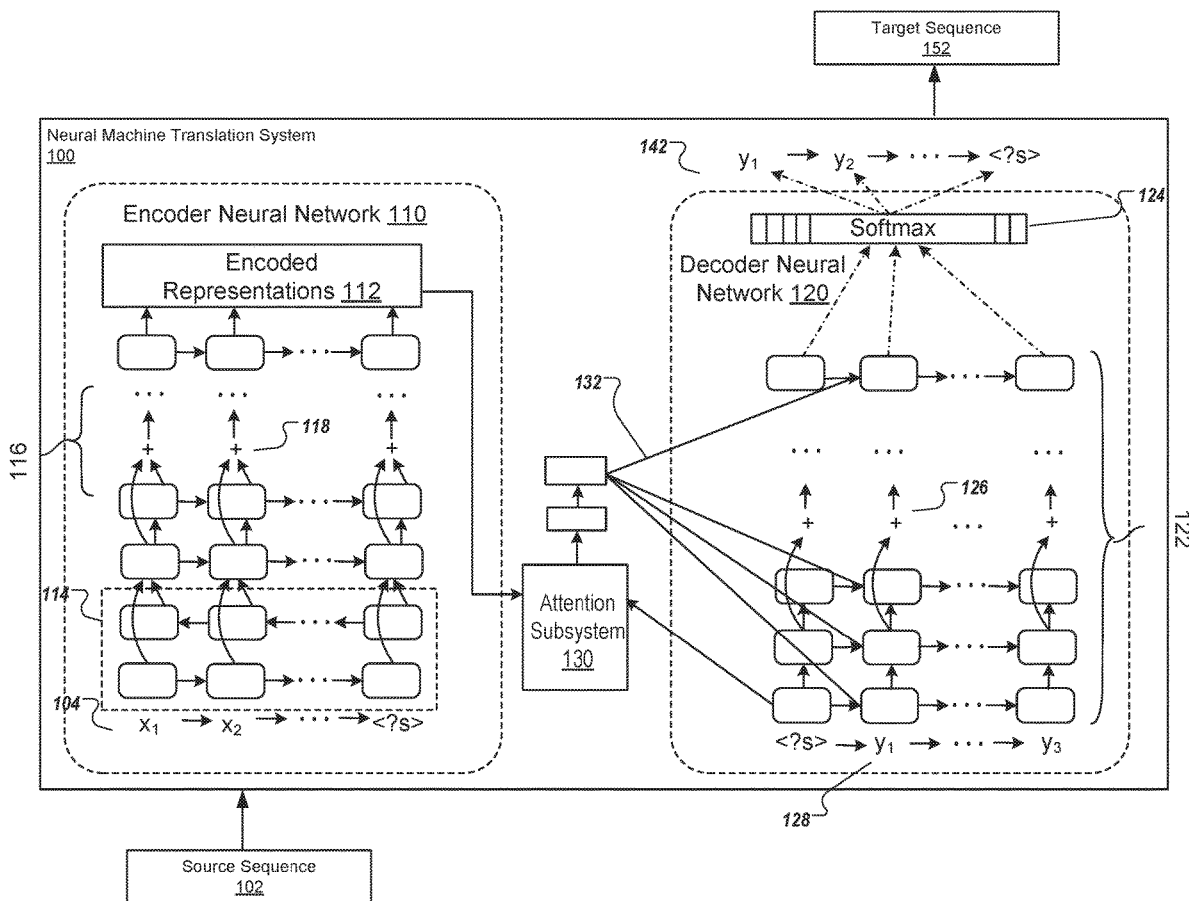 Target Sequence
152
Neural Machine Translation System
100
142
y1 y2 ... <?s>
124
Encoder Neural Network 110
Softmax
Encoded
Representations 112
Decoder Neural
Network 120
...
132
... ... ...
... ... ...
116
118
+ + +
126
+ + ... +
...
122
...
...
114
...
Attention
Subsystem
130
...
...
...
104
x1 x2 ... <?s>
<?s> y1 ... y3
128
Source Sequence
102